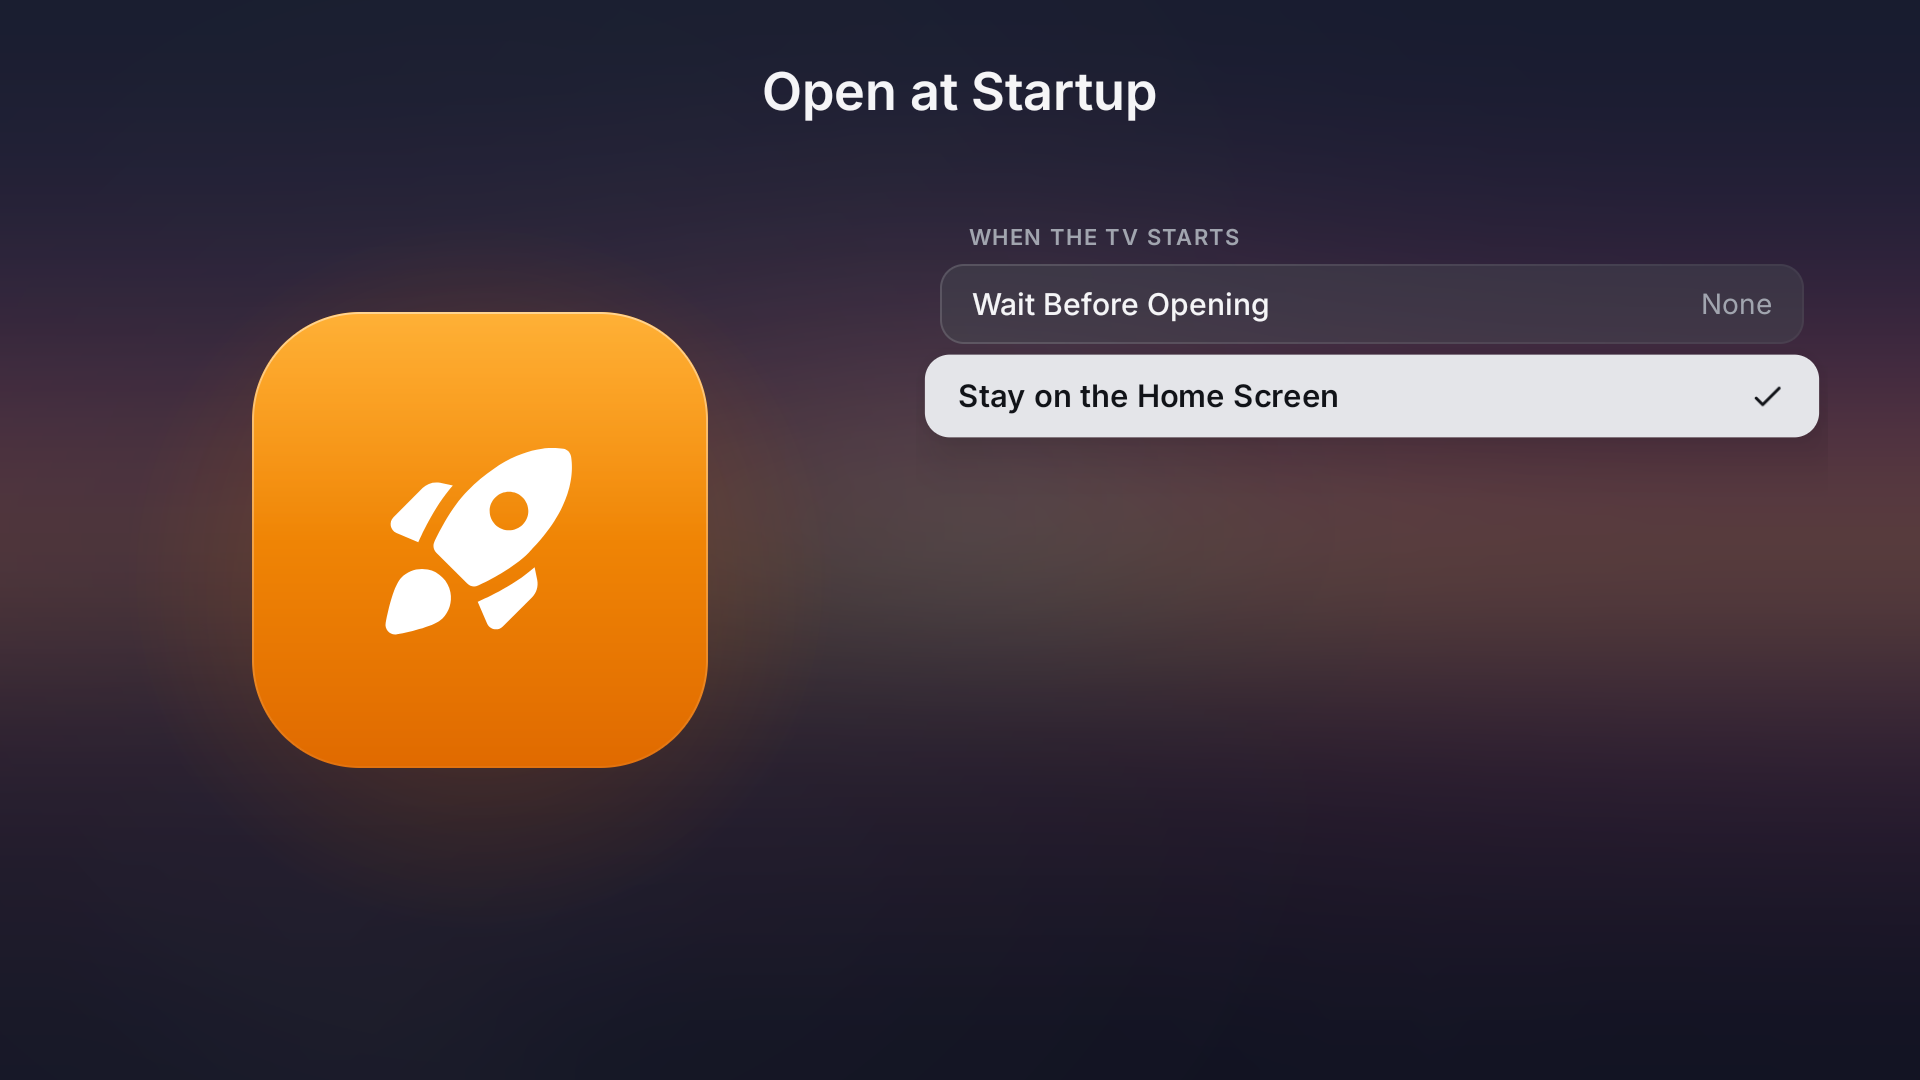 Open at Startup
WHEN THE TV STARTS
Wait Before Opening None
Stay on the Home Screen